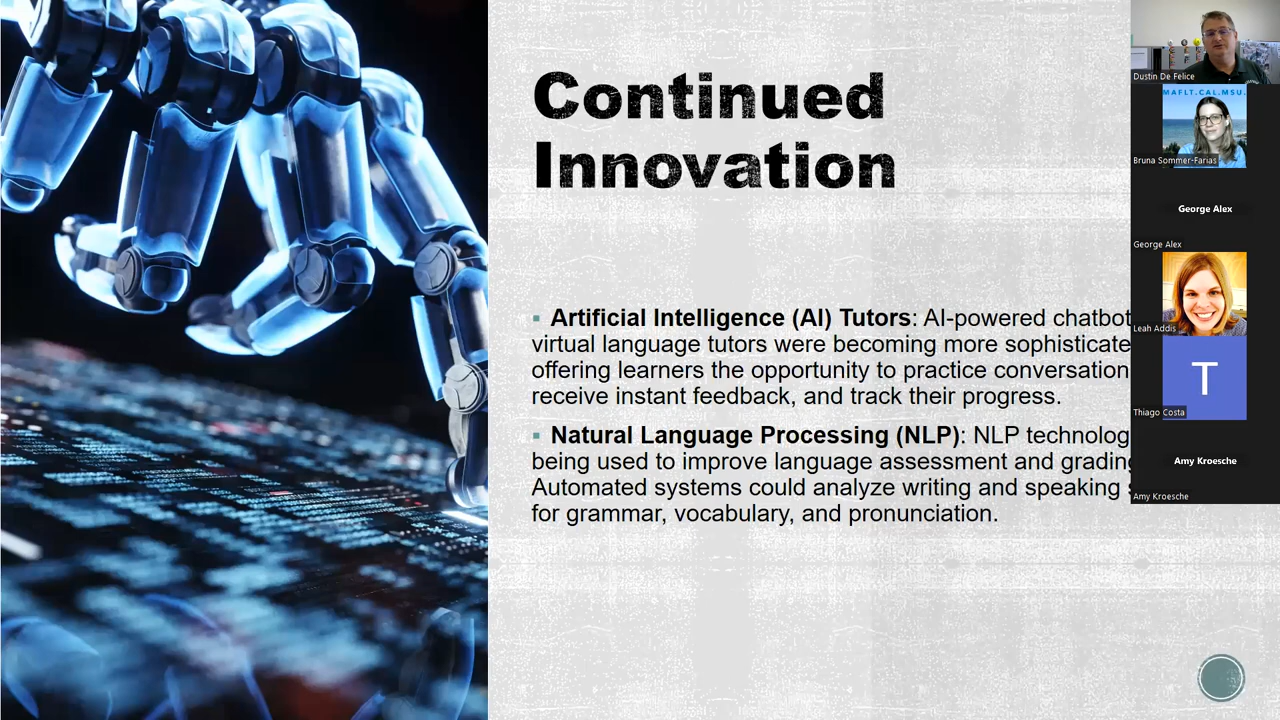 Continued
Innovation
▪ Artificial Intelligence (AI) Tutors: AI-powered chatbot
virtual language tutors were becoming more sophisticate
offering learners the opportunity to practice conversation
receive instant feedback, and track their progress.
▪ Natural Language Processing (NLP): NLP technolog
being used to improve language assessment and grading
Automated systems could analyze writing and speaking s
for grammar, vocabulary, and pronunciation.
Dustin De Felice
MAFLT.CAL.MSU.
Bruna Sommer-Farias
George Alex
George Alex
Leah Addis
T
Thiago Costa
Amy Kroesche
Amy Kroesche